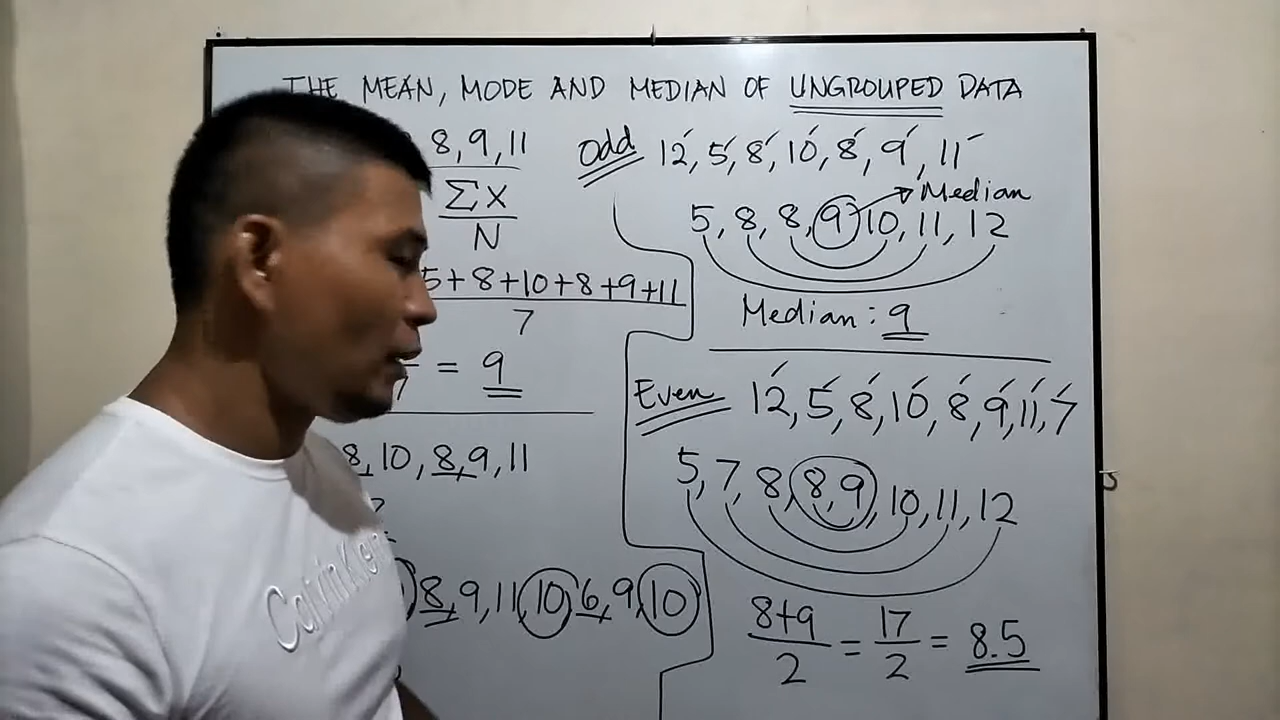 THE MEAN, MODE AND MEDIAN OF UNGROUPED DATA
8, 9, 11
ΣX
N
5+8+10+8+9+11
7
7 = 9
8, 10, 8, 9, 11
8, 9, 11, 10, 6, 9, 10
Odd 12, 5, 8, 10, 8, 9, 11
Median
5, 8, 8, 9, 10, 11, 12
Median: 9
Even 12, 5, 8, 10, 8, 9, 11, 7
5, 7, 8, 8, 9, 10, 11, 12
8+9
2
= 17
2
= 8.5
Calvin Klein